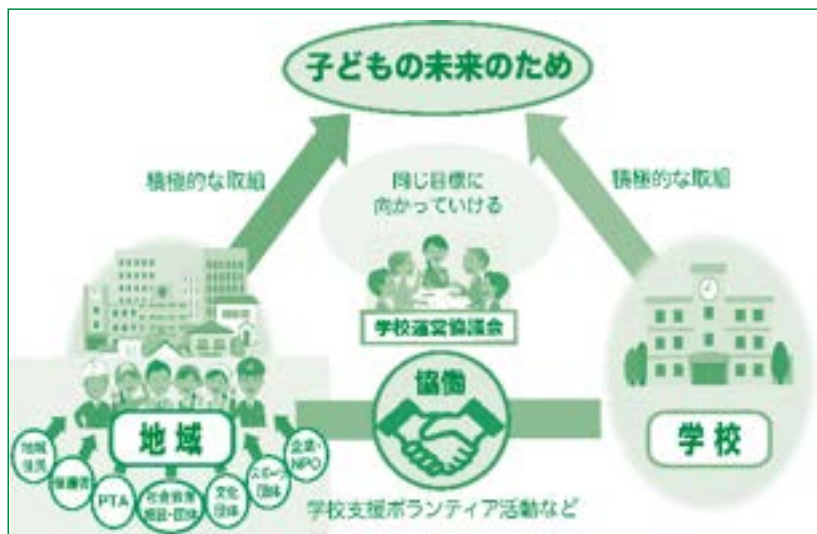 子どもの未来のため
積極的な取組
積極的な取組
同じ目標に
向かっていける
学校運営協議会
協働
地域
学校
地域
住民
保護者
PTA
社会教育
施設・団体
文化
団体
スポーツ
団体
企業・
NPO
学校支援ボランティア活動など